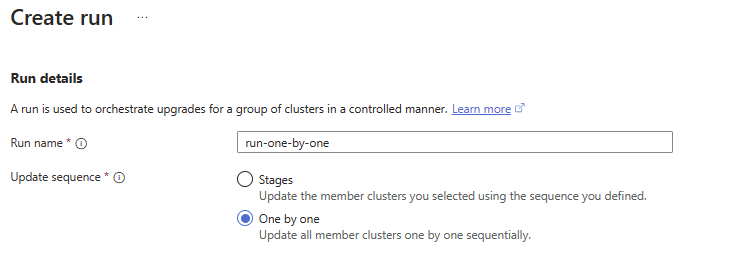 Create run ...
Run details
A run is used to orchestrate upgrades for a group of clusters in a controlled manner. Learn more
Run name * run-one-by-one
Update sequence * Stages
Update the member clusters you selected using the sequence you defined.
One by one
Update all member clusters one by one sequentially.